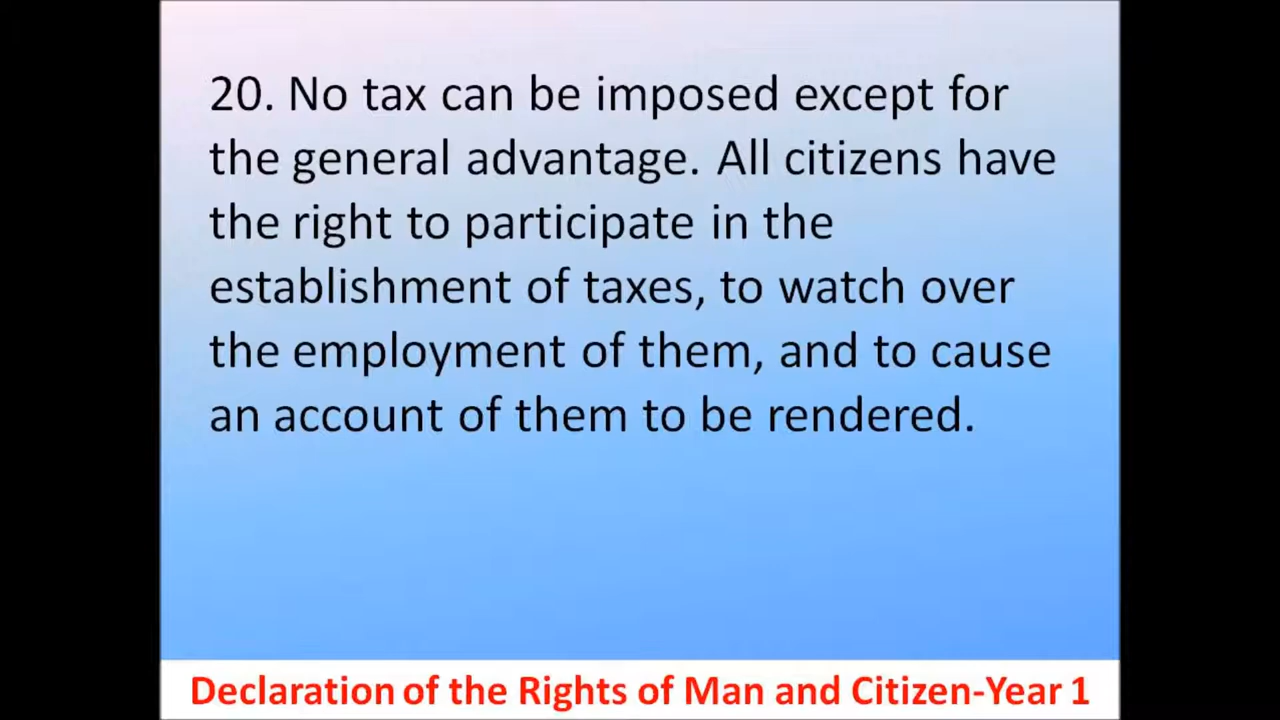 20. No tax can be imposed except for
the general advantage. All citizens have
the right to participate in the
establishment of taxes, to watch over
the employment of them, and to cause
an account of them to be rendered.
Declaration of the Rights of Man and Citizen-Year 1